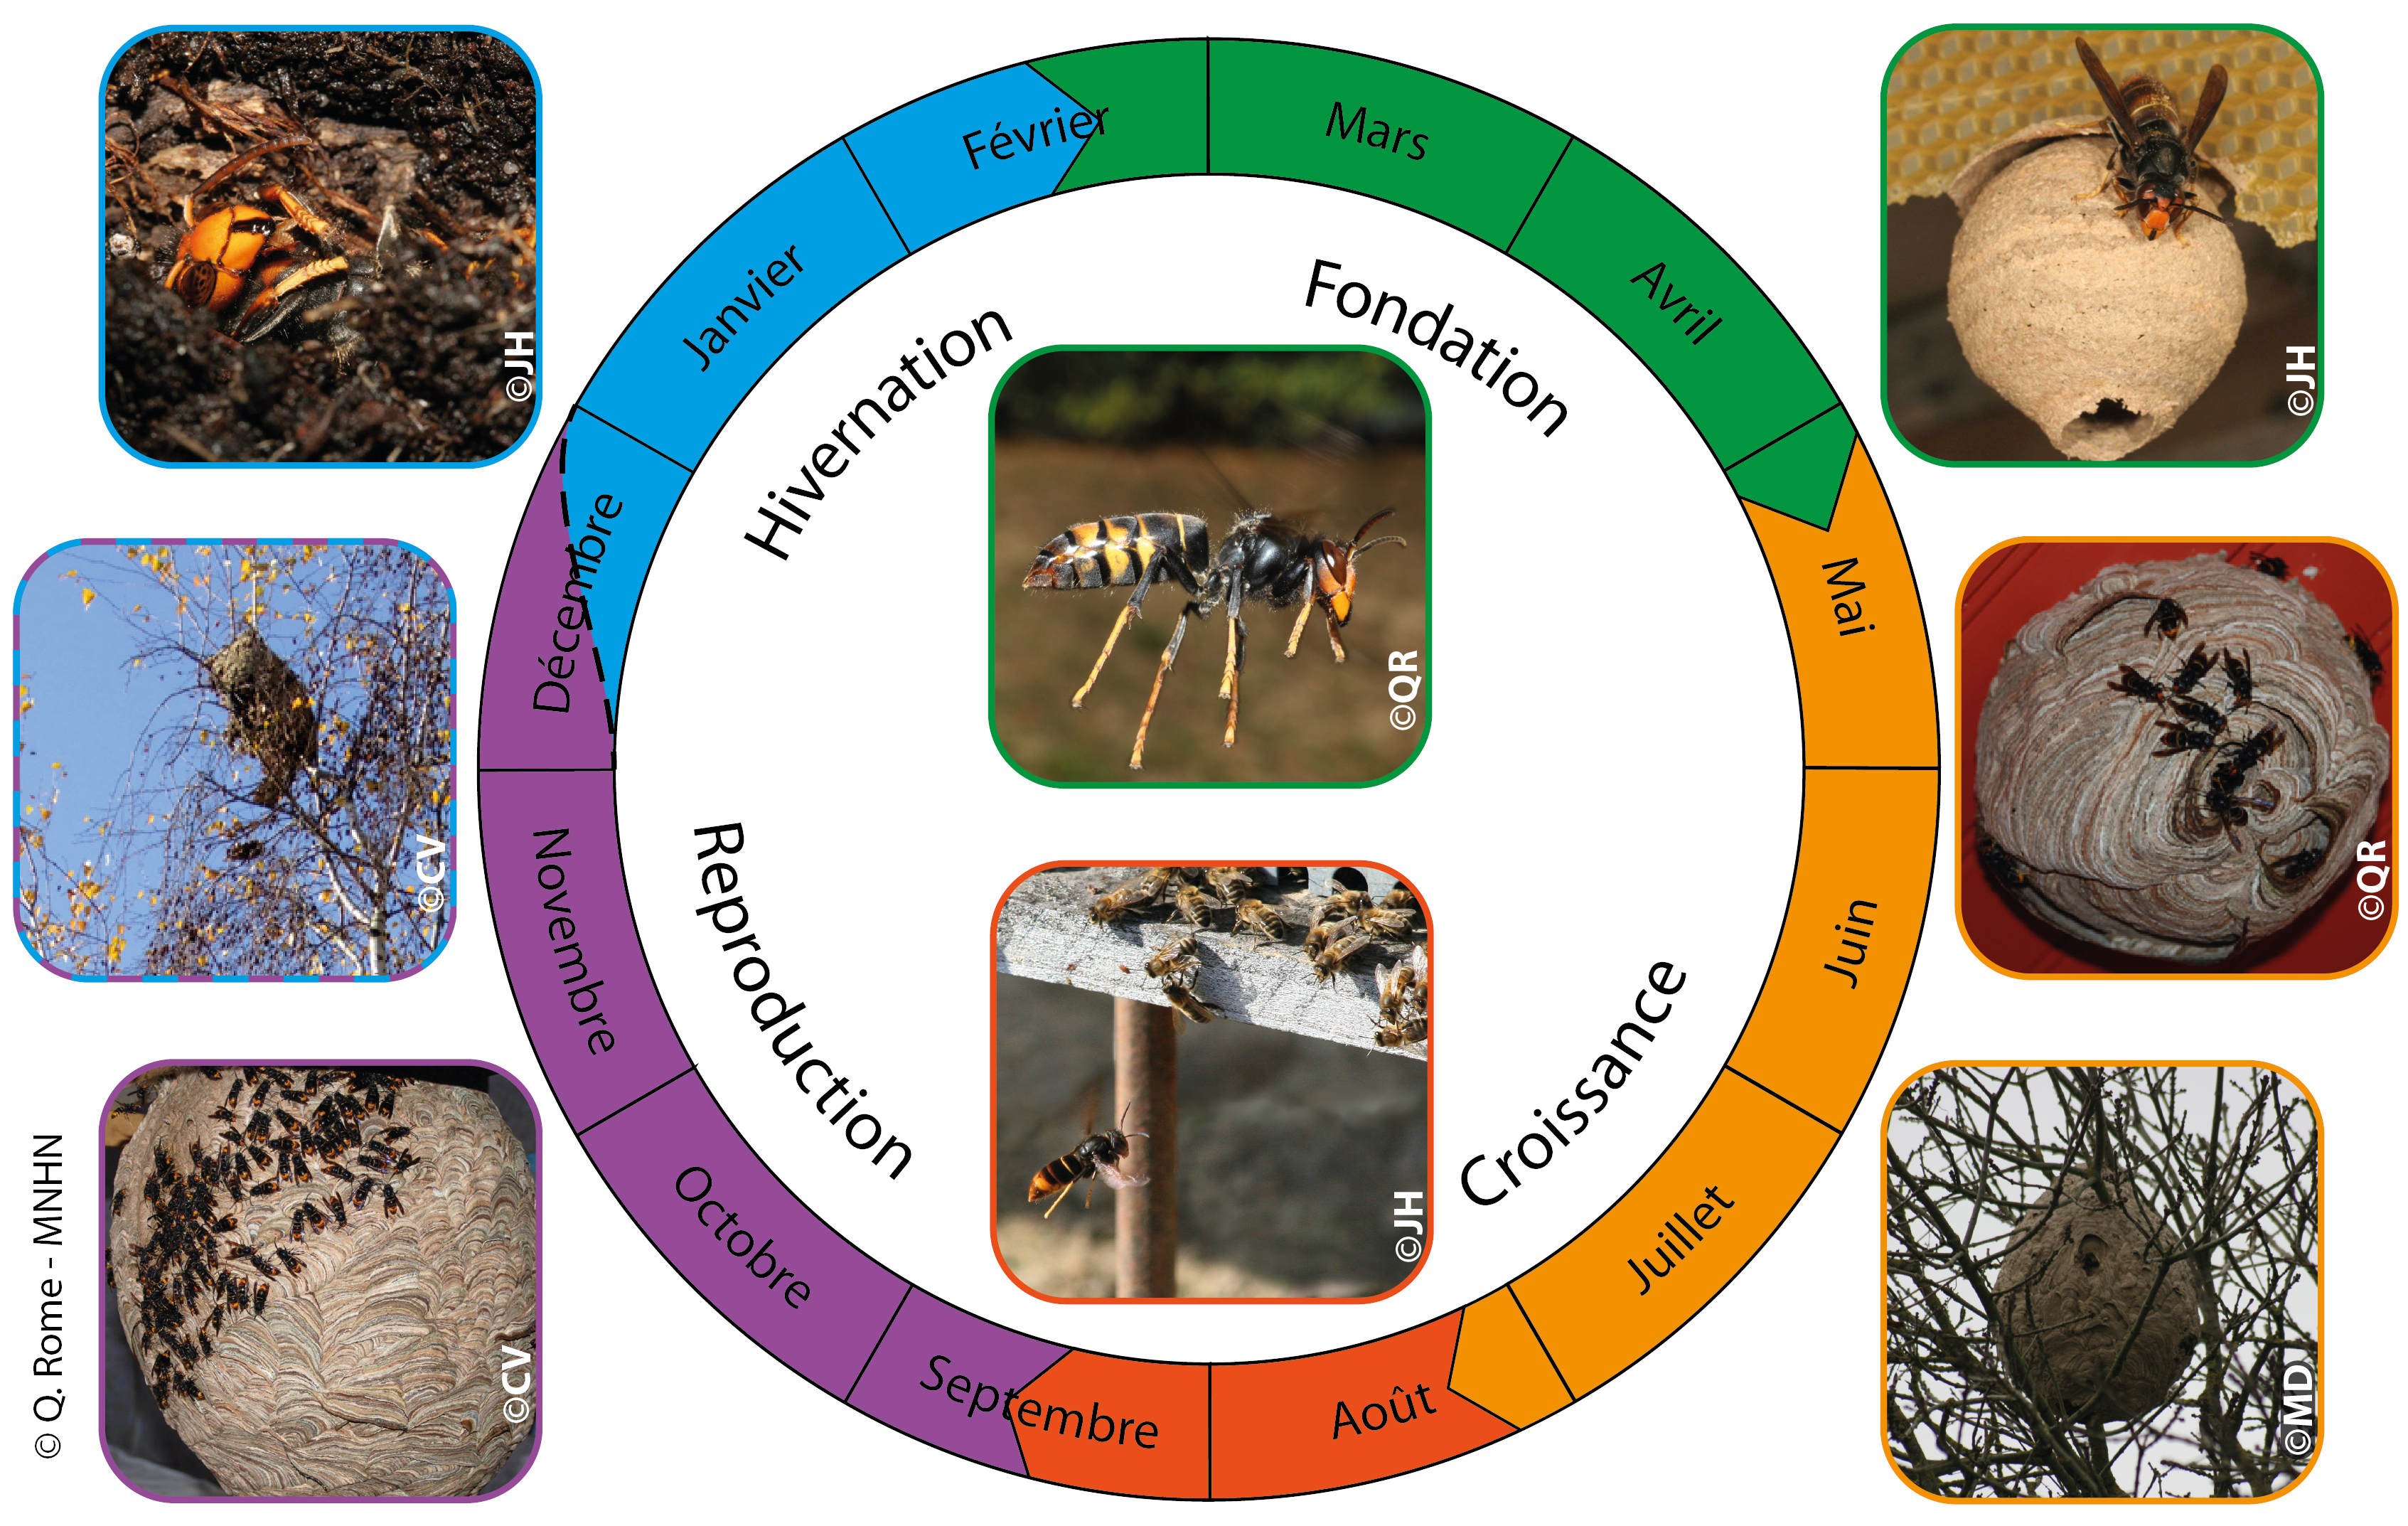 Janvier
Février
Mars
Avril
Mai
Juin
Juillet
Août
Septembre
Octobre
Novembre
Décembre
Hivernation
Fondation
Croissance
Reproduction
©JH
©JH
©QR
©CV
©QR
©JH
©CV
©MD
© Q. Rome - MNHN